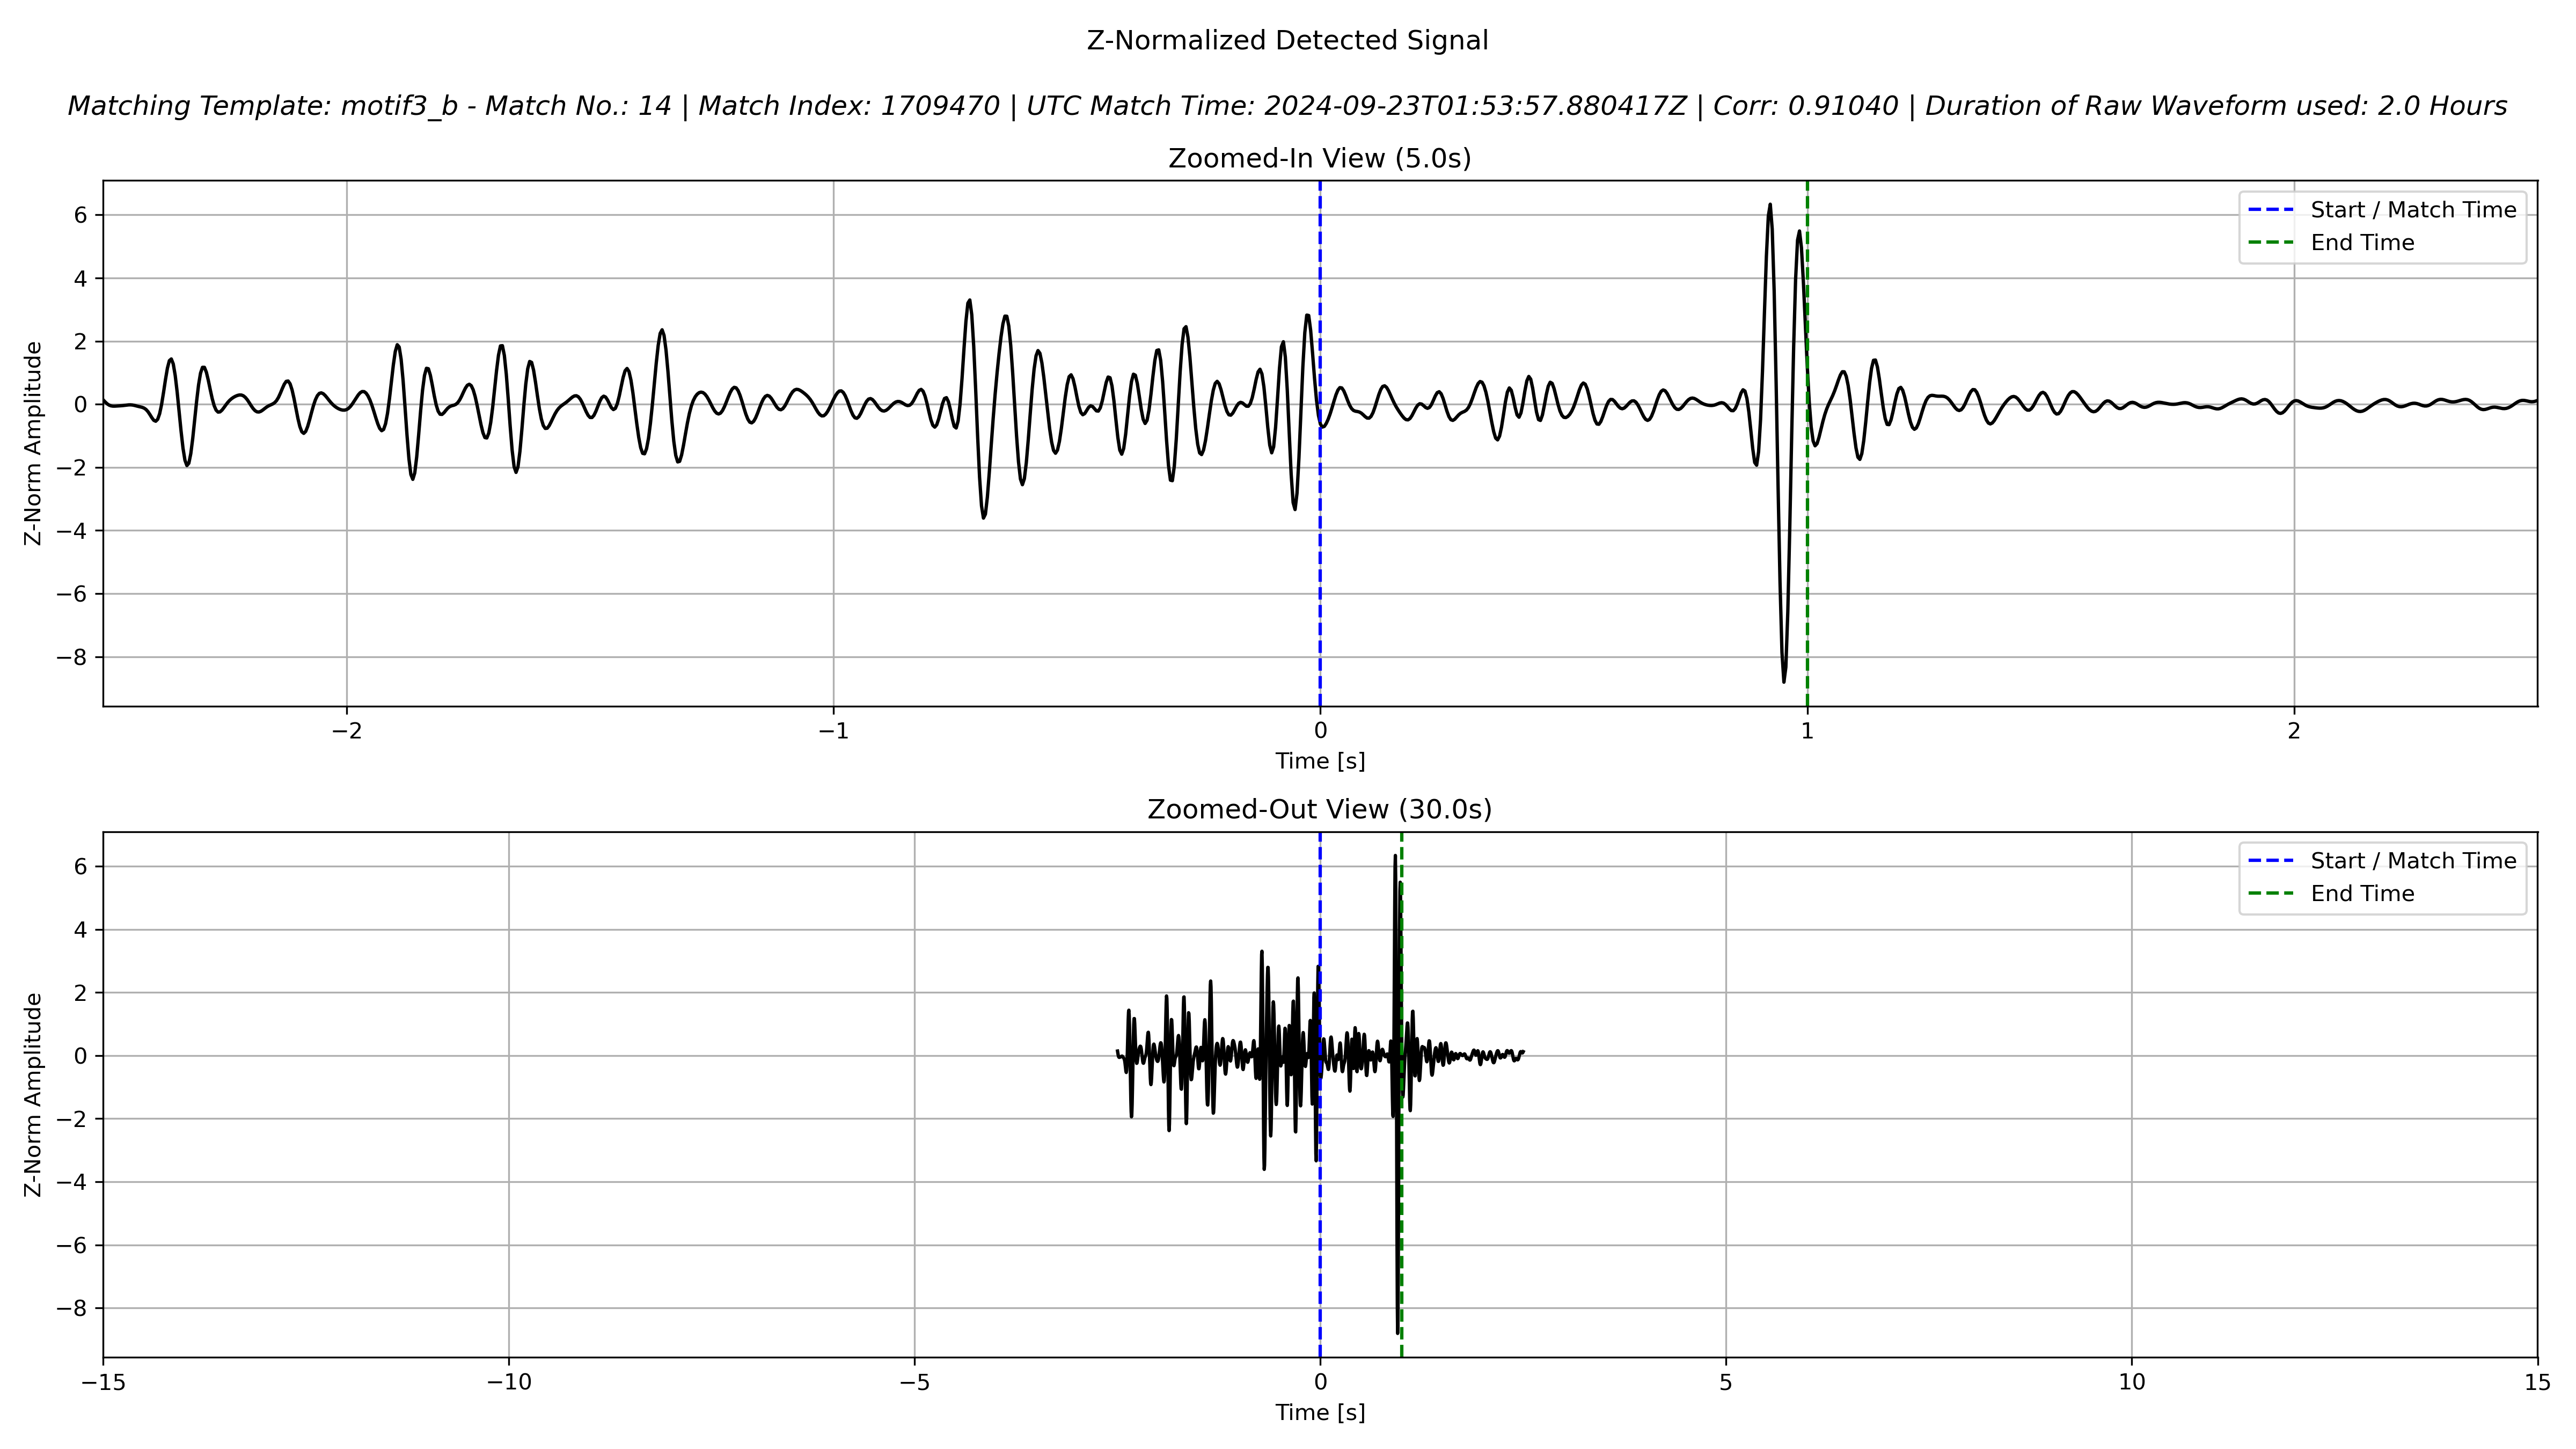 Z-Normalized Detected Signal
Matching Template: motif3_b - Match No.: 14 | Match Index: 1709470 | UTC Match Time: 2024-09-23T01:53:57.880417Z | Corr: 0.91040 | Duration of Raw Waveform used: 2.0 Hours
Zoomed-In View (5.0s)
Z-Norm Amplitude
6
4
2
0
−2
−4
−6
−8
Start / Match Time
End Time
−2 −1 0 1 2
Time [s]
Zoomed-Out View (30.0s)
Z-Norm Amplitude
6
4
2
0
−2
−4
−6
−8
Start / Match Time
End Time
−15 −10 −5 0 5 10 15
Time [s]